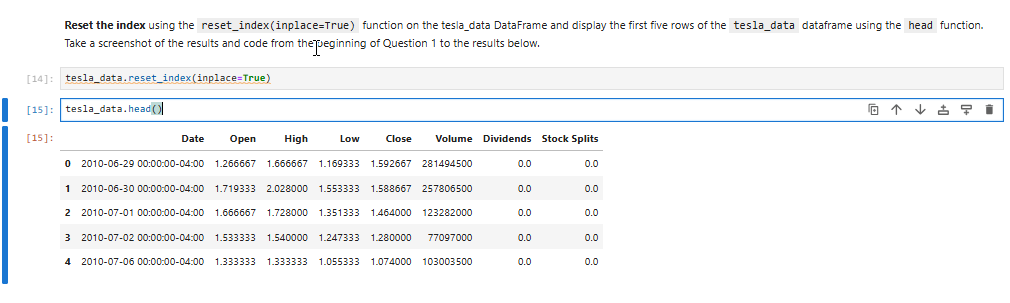 Reset the index using the reset_index(inplace=True) function on the tesla_data DataFrame and display the first five rows of the tesla_data dataframe using the head function.
Take a screenshot of the results and code from the beginning of Question 1 to the results below.
[14]: tesla_data.reset_index(inplace=True)
[15]: tesla_data.head()
[15]: Date Open High Low Close Volume Dividends Stock Splits
0 2010-06-29 00:00:00-04:00 1.266667 1.666667 1.169333 1.592667 281494500 0.0 0.0
1 2010-06-30 00:00:00-04:00 1.719333 2.028000 1.553333 1.588667 257806500 0.0 0.0
2 2010-07-01 00:00:00-04:00 1.666667 1.728000 1.351333 1.464000 123282000 0.0 0.0
3 2010-07-02 00:00:00-04:00 1.533333 1.540000 1.247333 1.280000 77097000 0.0 0.0
4 2010-07-06 00:00:00-04:00 1.333333 1.333333 1.055333 1.074000 103003500 0.0 0.0